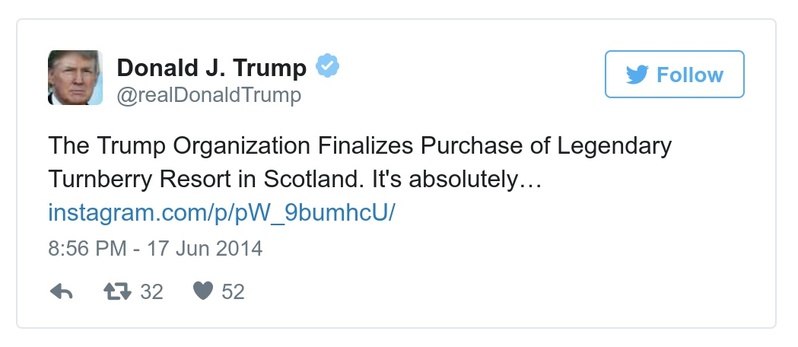 Donald J. Trump
@realDonaldTrump
Follow
The Trump Organization Finalizes Purchase of Legendary
Turnberry Resort in Scotland. It's absolutely…
instagram.com/p/pW_9bumhcU/
8:56 PM - 17 Jun 2014
32 52